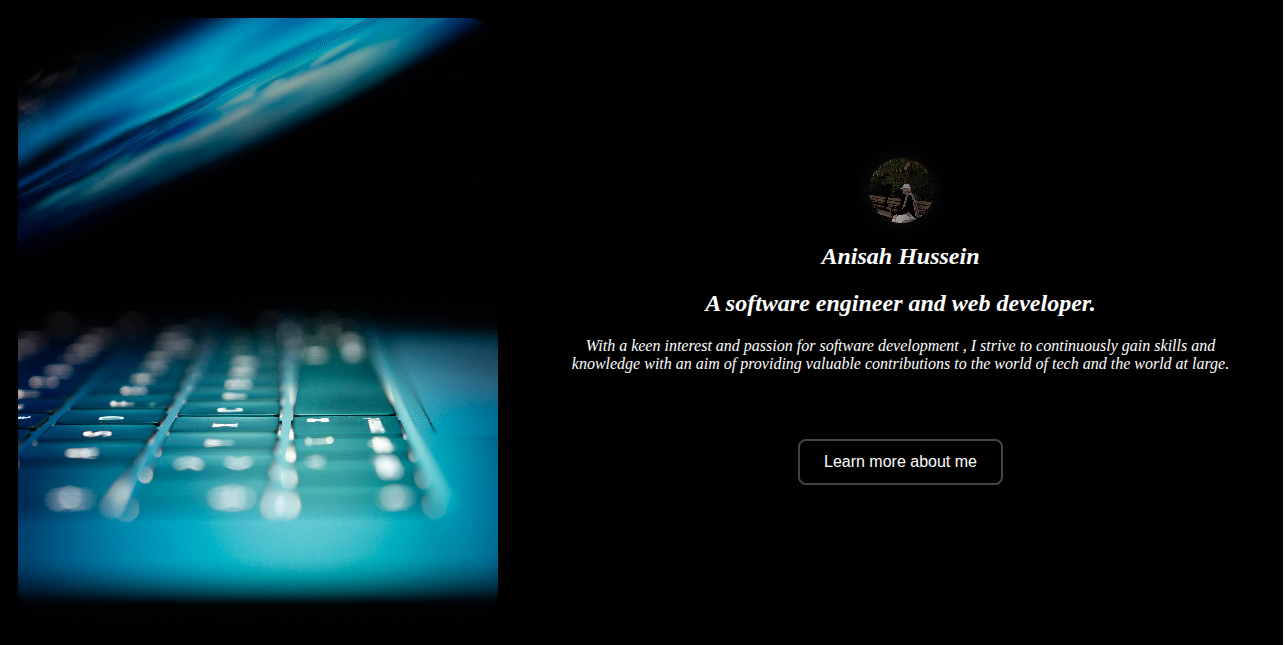 Anisah Hussein
A software engineer and web developer.
With a keen interest and passion for software development , I strive to continuously gain skills and
knowledge with an aim of providing valuable contributions to the world of tech and the world at large.
Learn more about me